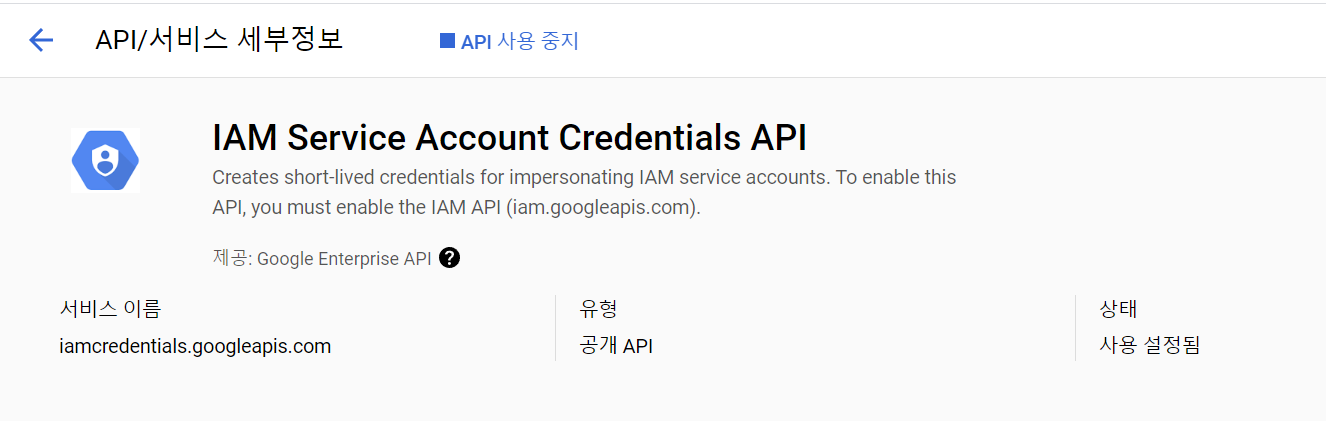 API/서비스 세부정보
API 사용 중지
IAM Service Account Credentials API
Creates short-lived credentials for impersonating IAM service accounts. To enable this
API, you must enable the IAM API (iam.googleapis.com).
제공: Google Enterprise API ?
서비스 이름
iamcredentials.googleapis.com
유형
공개 API
상태
사용 설정됨